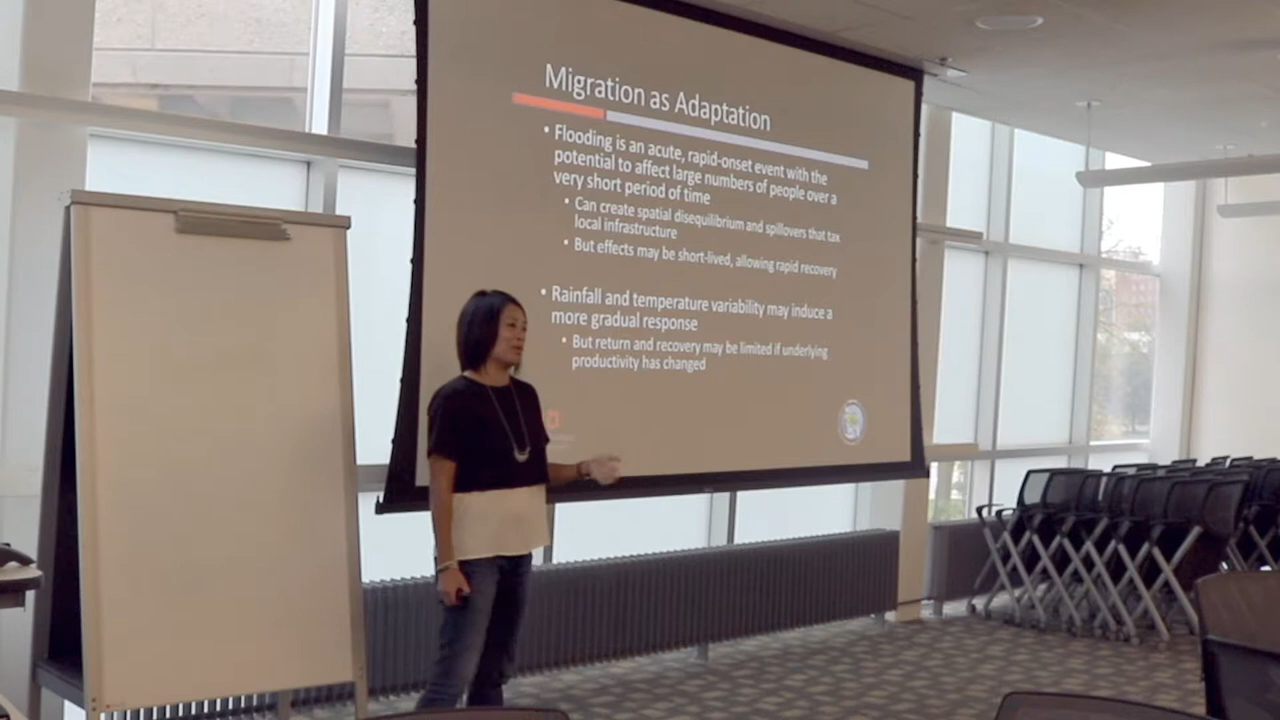 Migration as Adaptation
• Flooding is an acute, rapid-onset event with the
potential to affect large numbers of people over a
very short period of time
• Can create spatial disequilibrium and spillovers that tax
local infrastructure
• But effects may be short-lived, allowing rapid recovery
• Rainfall and temperature variability may induce a
more gradual response
• But return and recovery may be limited if underlying
productivity has changed